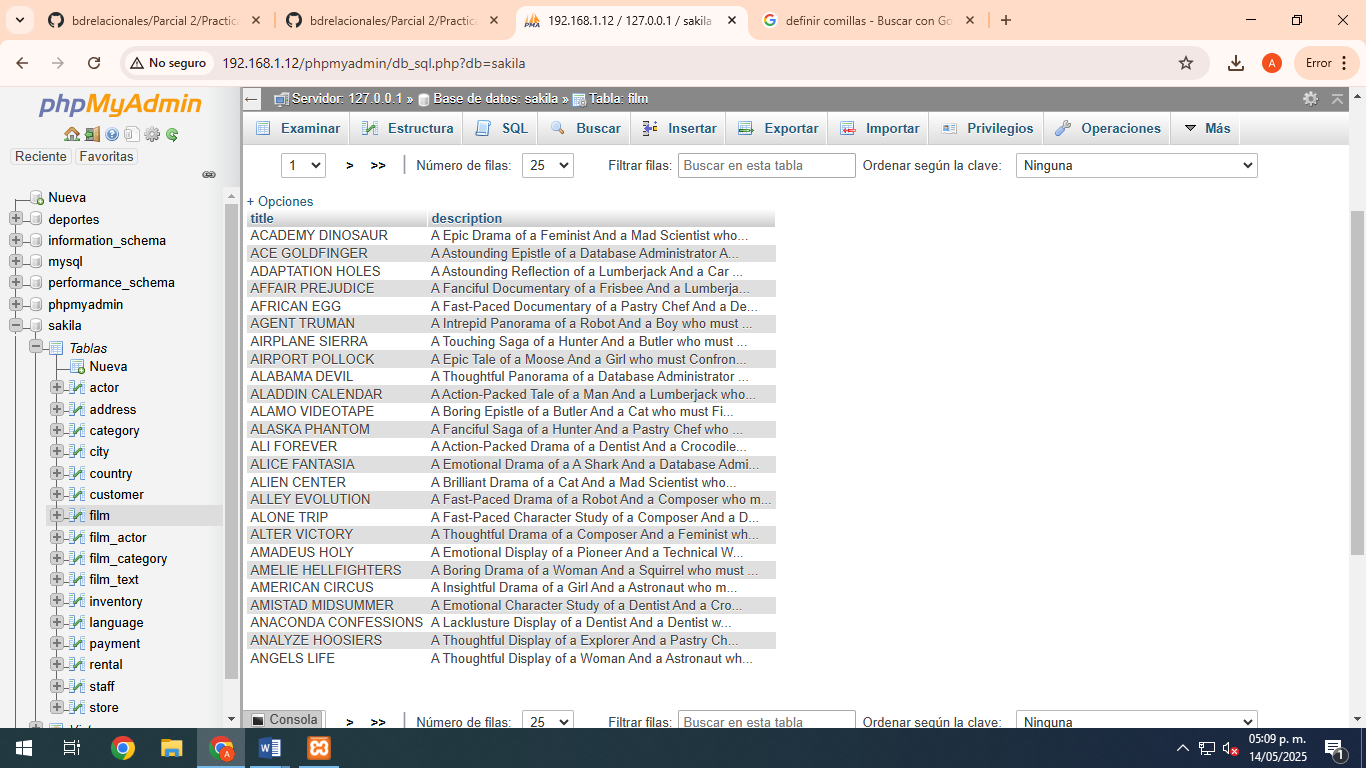 bdrelacionales/Parcial 2/Practica
bdrelacionales/Parcial 2/Practica
192.168.1.12 / 127.0.0.1 / sakila
definir comillas - Buscar con Go
No seguro
192.168.1.12/phpmyadmin/db_sql.php?db=sakila
A
Error
phpMyAdmin
Reciente
Favoritas
Nueva
deportes
information_schema
mysql
performance_schema
phpmyadmin
sakila
Tablas
Nueva
actor
address
category
city
country
customer
film
film_actor
film_category
film_text
inventory
language
payment
rental
staff
store
Servidor: 127.0.0.1 » Base de datos: sakila » Tabla: film
Examinar Estructura SQL Buscar Insertar Exportar Importar Privilegios Operaciones Más
1 > >> Número de filas: 25 Filtrar filas: Buscar en esta tabla Ordenar según la clave: Ninguna
+ Opciones
title description
ACADEMY DINOSAUR A Epic Drama of a Feminist And a Mad Scientist who...
ACE GOLDFINGER A Astounding Epistle of a Database Administrator A...
ADAPTATION HOLES A Astounding Reflection of a Lumberjack And a Car ...
AFFAIR PREJUDICE A Fanciful Documentary of a Frisbee And a Lumberja...
AFRICAN EGG A Fast-Paced Documentary of a Pastry Chef And a De...
AGENT TRUMAN A Intrepid Panorama of a Robot And a Boy who must ...
AIRPLANE SIERRA A Touching Saga of a Hunter And a Butler who must ...
AIRPORT POLLOCK A Epic Tale of a Moose And a Girl who must Confron...
ALABAMA DEVIL A Thoughtful Panorama of a Database Administrator ...
ALADDIN CALENDAR A Action-Packed Tale of a Man And a Lumberjack who...
ALAMO VIDEOTAPE A Boring Epistle of a Butler And a Cat who must Fi...
ALASKA PHANTOM A Fanciful Saga of a Hunter And a Pastry Chef who ...
ALI FOREVER A Action-Packed Drama of a Dentist And a Crocodile...
ALICE FANTASIA A Emotional Drama of a A Shark And a Database Admi...
ALIEN CENTER A Brilliant Drama of a Cat And a Mad Scientist who...
ALLEY EVOLUTION A Fast-Paced Drama of a Robot And a Composer who m...
ALONE TRIP A Fast-Paced Character Study of a Composer And a D...
ALTER VICTORY A Thoughtful Drama of a Composer And a Feminist wh...
AMADEUS HOLY A Emotional Display of a Pioneer And a Technical W...
AMELIE HELLFIGHTERS A Boring Drama of a Woman And a Squirrel who must ...
AMERICAN CIRCUS A Insightful Drama of a Girl And a Astronaut who m...
AMISTAD MIDSUMMER A Emotional Character Study of a Dentist And a Cro...
ANACONDA CONFESSIONS A Lacklusture Display of a Dentist And a Dentist w...
ANALYZE HOOSIERS A Thoughtful Display of a Explorer And a Pastry Ch...
ANGELS LIFE A Thoughtful Display of a Woman And a Astronaut wh...
Consola > >> Número de filas: 25 Filtrar filas: Buscar en esta tabla Ordenar según la clave: Ninguna
05:09 p. m.
14/05/2025
1